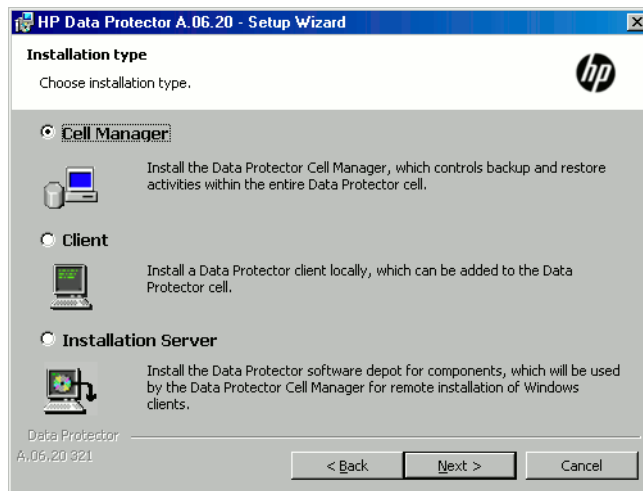 HP Data Protector A.06.20 - Setup Wizard
Installation type
Choose installation type.
hp
Cell Manager
Install the Data Protector Cell Manager, which controls backup and restore
activities within the entire Data Protector cell.
Client
Install a Data Protector client locally, which can be added to the Data
Protector cell.
Installation Server
Install the Data Protector software depot for components, which will be used
by the Data Protector Cell Manager for remote installation of Windows
clients.
Data Protector
A.06.20 321
< Back
Next >
Cancel